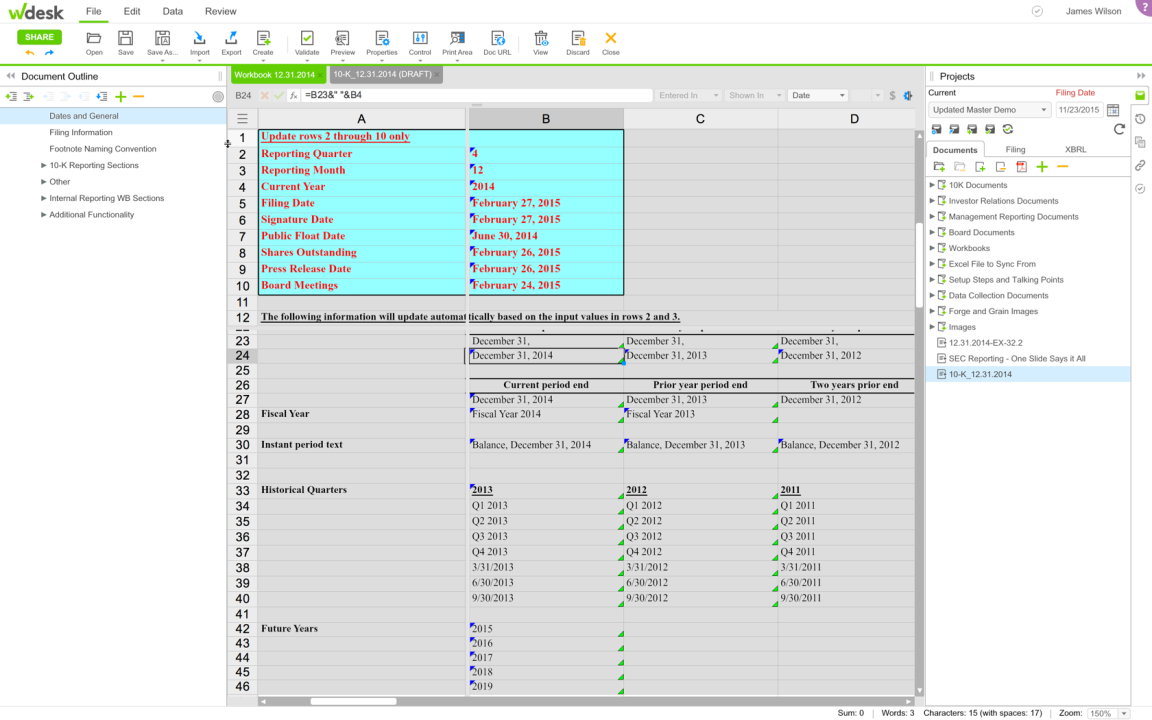 wdesk File Edit Data Review James Wilson ?
SHARE Open Save Save As... Import Export Create Validate Preview Properties Control Print Area Doc URL View Discard Close
Document Outline
Dates and General
Filing Information
Footnote Naming Convention
10-K Reporting Sections
Other
Internal Reporting WB Sections
Additional Functionality
Workbook 12.31.2014 10-K_12.31.2014 (DRAFT)
B24 fx =B23&" "&B4 Entered In Shown In Date $
A B C D
1 Update rows 2 through 10 only
2 Reporting Quarter 4
3 Reporting Month 12
4 Current Year 2014
5 Filing Date February 27, 2015
6 Signature Date February 27, 2015
7 Public Float Date June 30, 2014
8 Shares Outstanding February 26, 2015
9 Press Release Date February 26, 2015
10 Board Meetings February 24, 2015
11
12 The following information will update automatically based on the input values in rows 2 and 3.
23 December 31, December 31, December 31,
24 December 31, 2014 December 31, 2013 December 31, 2012
25
26 Current period end Prior year period end Two years prior end
27 December 31, 2014 December 31, 2013 December 31, 2012
28 Fiscal Year Fiscal Year 2014 Fiscal Year 2013
29
30 Instant period text Balance, December 31, 2014 Balance, December 31, 2013 Balance, December 31, 2012
31
32
33 Historical Quarters 2013 2012 2011
34 Q1 2013 Q1 2012 Q1 2011
35 Q2 2013 Q2 2012 Q2 2011
36 Q3 2013 Q3 2012 Q3 2011
37 Q4 2013 Q4 2012 Q4 2011
38 3/31/2013 3/31/2012 3/31/2011
39 6/30/2013 6/30/2012 6/30/2011
40 9/30/2013 9/30/2012 9/30/2011
41
42 Future Years 2015
43 2016
44 2017
45 2018
46 2019
Projects
Current Filing Date
Updated Master Demo 11/23/2015
Documents Filing XBRL
10K Documents
Investor Relations Documents
Management Reporting Documents
Board Documents
Workbooks
Excel File to Sync From
Setup Steps and Talking Points
Data Collection Documents
Forge and Grain Images
Images
12.31.2014-EX-32.2
SEC Reporting - One Slide Says it All
10-K_12.31.2014
Sum: 0 Words: 3 Characters: 15 (with spaces: 17) Zoom: 150%